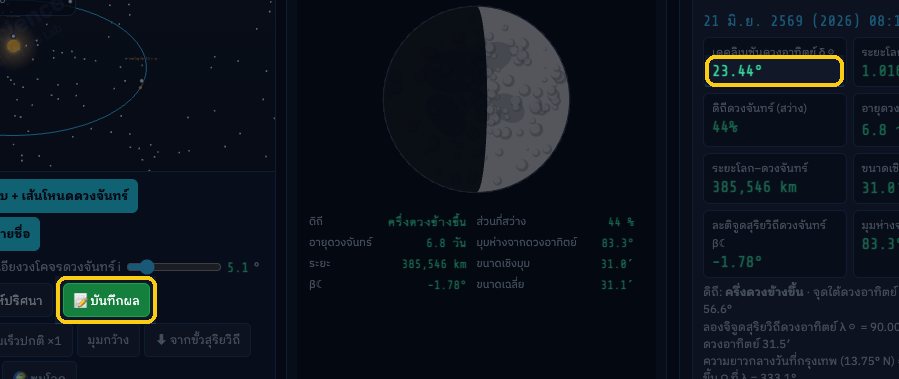 บ + เส้นโหนดดวงจันทร์
ายชื่อ
อียงวงโคจรดวงจันทร์ i 5.1 °
ห์ปริศนา 📝 บันทึกผล
มเร็วปกติ ×1 มุมกว้าง ⬇ จากขั้วสุริยวิถี
ดิถี ครึ่งดวงข้างขึ้น ส่วนที่สว่าง 44 %
อายุดวงจันทร์ 6.8 วัน มุมห่างจากดวงอาทิตย์ 83.3°
ระยะ 385,546 km ขนาดเชิงมุม 31.0′
β☾ -1.78° ขนาดเฉลี่ย 31.1′
21 มิ.ย. 2569 (2026) 08:1
เดคลิเนชันดวงอาทิตย์ δ☉ ระยะโล
23.44° 1.016
ดิถีดวงจันทร์ (สว่าง) อายุดว
44% 6.8
ระยะโลก–ดวงจันทร์ ขนาดเชิ
385,546 km 31.0
ละติจูดสุริยวิถีดวงจันทร์ มุมห่าง
β☾ 83.3
-1.78°
ดิถี: ครึ่งดวงข้างขึ้น · จุดใต้ดวงอาทิตย์
56.6°
ลองจิจูดสุริยวิถีดวงอาทิตย์ λ☉ = 90.00
ดวงอาทิตย์ 31.5′
ความยาวกลางวันที่กรุงเทพ (13.75° N)